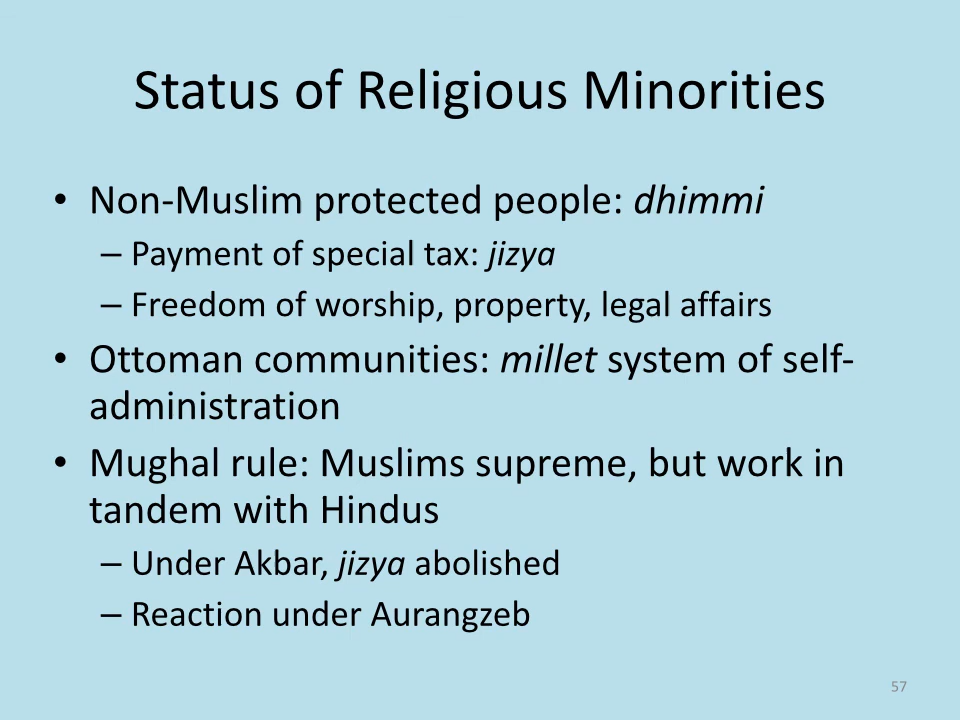 Status of Religious Minorities
• Non-Muslim protected people: dhimmi
– Payment of special tax: jizya
– Freedom of worship, property, legal affairs
• Ottoman communities: millet system of self-
administration
• Mughal rule: Muslims supreme, but work in
tandem with Hindus
– Under Akbar, jizya abolished
– Reaction under Aurangzeb
57